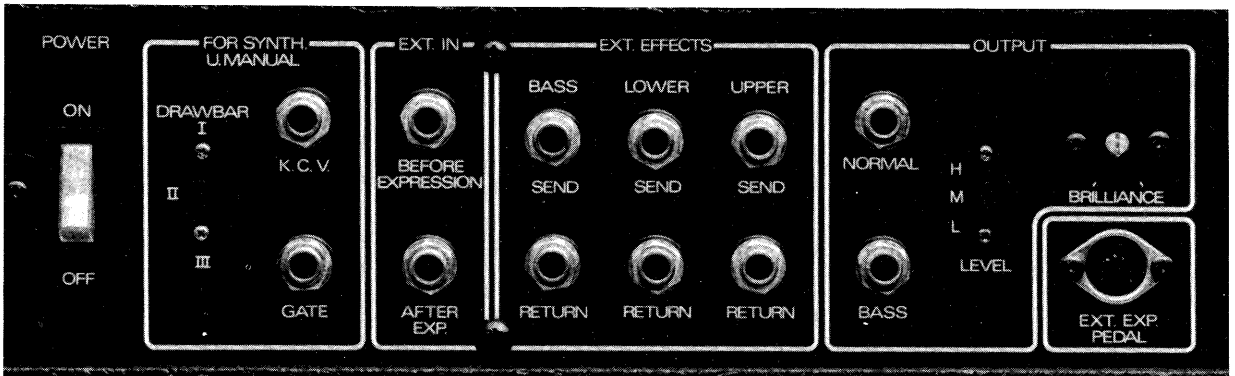 POWER
ON
OFF
FOR SYNTH.
U.MANUAL
DRAWBAR
I
II
III
K. C. V.
GATE
EXT. IN
BEFORE
EXPRESSION
AFTER
EXP.
EXT. EFFECTS
BASS LOWER UPPER
SEND SEND SEND
RETURN RETURN RETURN
OUTPUT
NORMAL
BASS
H
M
L
LEVEL
BRILLIANCE
EXT. EXP.
PEDAL